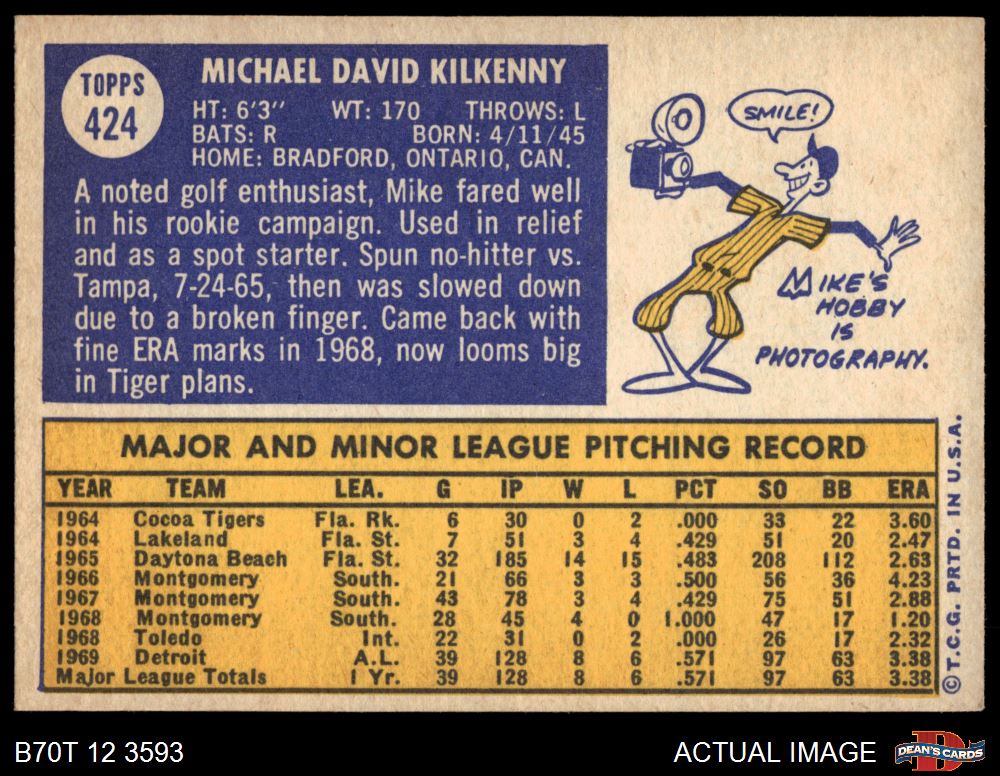 TOPPS
424
MICHAEL DAVID KILKENNY
HT: 6'3" WT: 170 THROWS: L
BATS: R BORN: 4/11/45
HOME: BRADFORD, ONTARIO, CAN.
A noted golf enthusiast, Mike fared well
in his rookie campaign. Used in relief
and as a spot starter. Spun no-hitter vs.
Tampa, 7-24-65, then was slowed down
due to a broken finger. Came back with
fine ERA marks in 1968, now looms big
in Tiger plans.
SMILE!
MIKE'S
HOBBY
IS
PHOTOGRAPHY.
MAJOR AND MINOR LEAGUE PITCHING RECORD
YEAR TEAM LEA. G IP W L PCT SO BB ERA
1964 Cocoa Tigers Fla. Rk. 6 30 0 2 .000 33 22 3.60
1964 Lakeland Fla. St. 7 51 3 4 .429 51 20 2.47
1965 Daytona Beach Fla. St. 32 185 14 15 .483 208 112 2.63
1966 Montgomery South. 21 66 3 3 .500 56 36 4.23
1967 Montgomery South. 43 78 3 4 .429 75 51 2.88
1968 Montgomery South. 28 45 4 0 1.000 47 17 1.20
1968 Toledo Int. 22 31 0 2 .000 26 17 2.32
1969 Detroit A.L. 39 128 8 6 .571 97 63 3.38
Major League Totals 1 Yr. 39 128 8 6 .571 97 63 3.38
© T.C.G. PRTD. IN U.S.A.
B70T 12 3593
ACTUAL IMAGE
D
DEAN'S CARDS